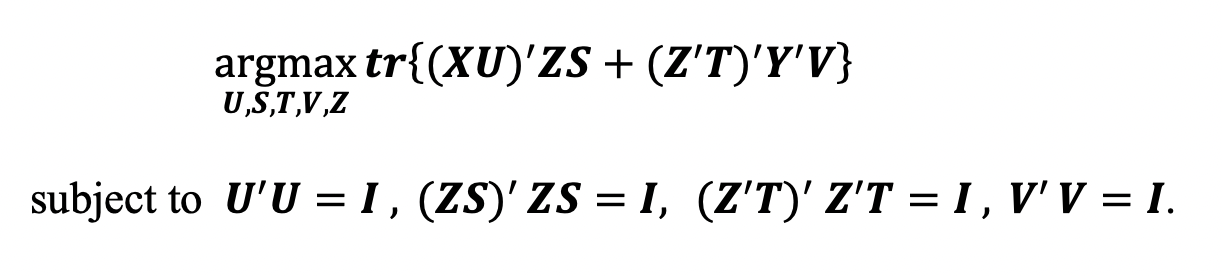 argmax tr{(XU)′ZS + (Z′T)′Y′V}
U,S,T,V,Z
subject to U′U = I , (ZS)′ ZS = I, (Z′T)′ Z′T = I , V′ V = I.